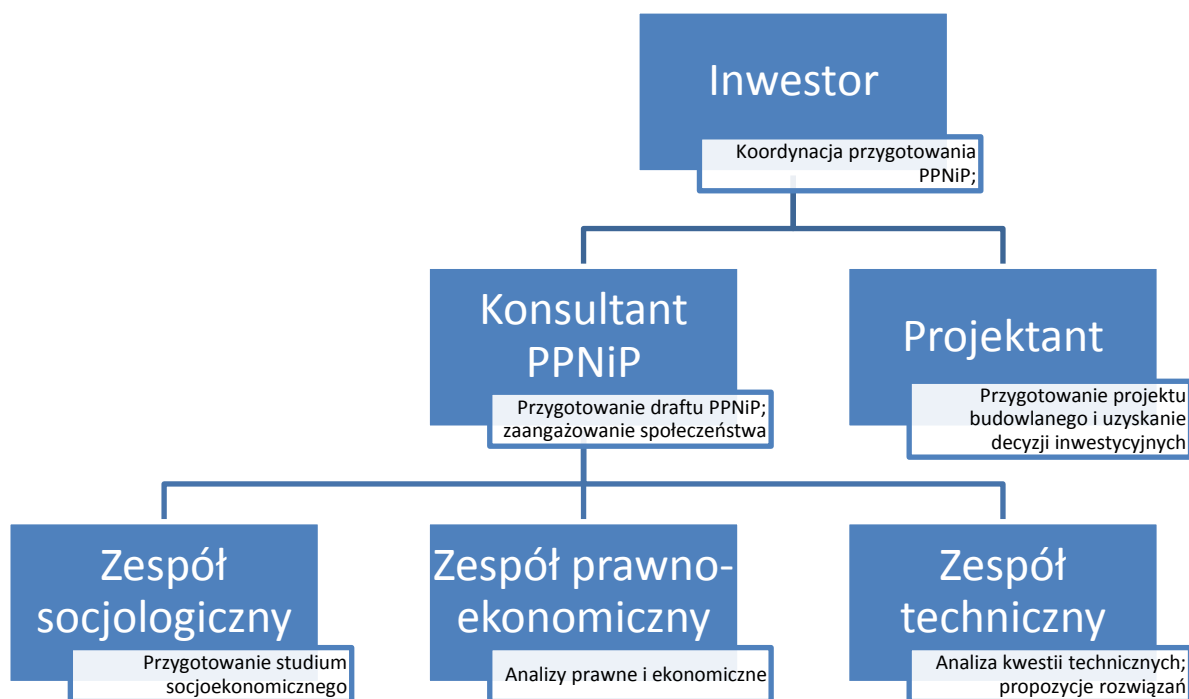 Inwestor
Koordynacja przygotowania
PPNiP;
Konsultant
PPNiP
Przygotowanie draftu PPNiP;
zaangażowanie społeczeństwa
Projektant
Przygotowanie projektu
budowlanego i uzyskanie
decyzji inwestycyjnych
Zespół
socjologiczny
Przygotowanie studium
socjoekonomicznego
Zespół prawno-
ekonomiczny
Analizy prawne i ekonomiczne
Zespół
techniczny
Analiza kwestii technicznych;
propozycje rozwiązań